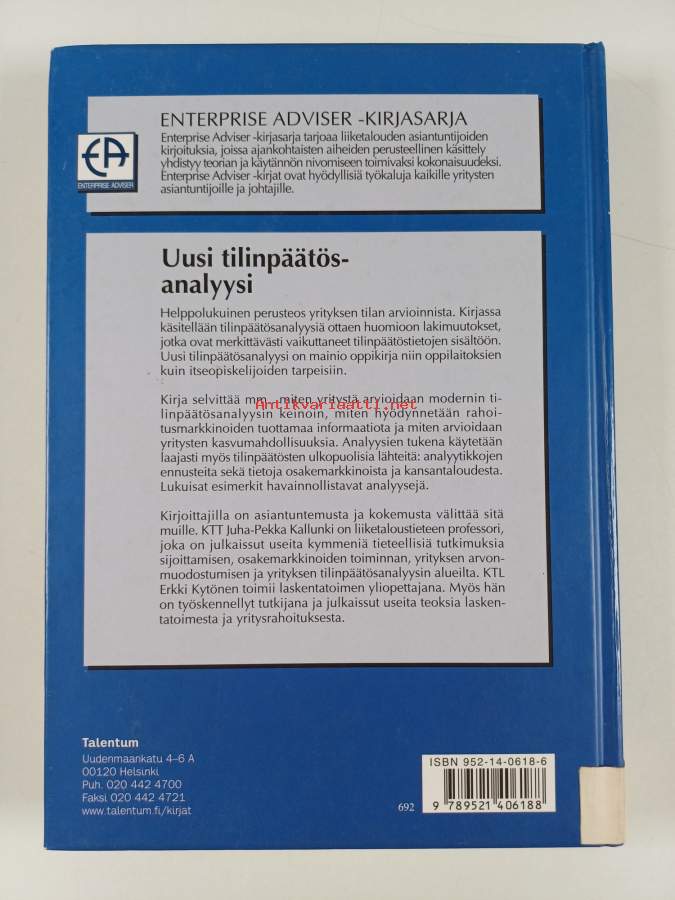 ENTERPRISE ADVISER -KIRJASARJA
Enterprise Adviser -kirjasarja tarjoaa liiketalouden asiantuntijoiden
kirjoituksia, joissa ajankohtaisten aiheiden perusteellinen käsittely
yhdistyy teorian ja käytännön nivomiseen toimivaksi kokonaisuudeksi.
Enterprise Adviser -kirjat ovat hyödyllisiä työkaluja kaikille yritysten
asiantuntijoille ja johtajille.
EA
ENTERPRISE ADVISER
Uusi tilinpäätös-
analyysi
Helppolukuinen perusteos yrityksen tilan arvioinnista. Kirjassa
käsitellään tilinpäätösanalyysiä ottaen huomioon lakimuutokset,
jotka ovat merkittävästi vaikuttaneet tilinpäätöstietojen sisältöön.
Uusi tilinpäätösanalyysi on mainio oppikirja niin oppilaitoksien
kuin itseopiskelijoiden tarpeisiin.
Kirja selvittää mm. miten yritystä arvioidaan modernin ti-
linpäätösanalyysin keinoin, miten hyödynnetään rahoi-
Antikvariaatti.net
tusmarkkinoiden tuottamaa informaatiota ja miten arvioidaan
yritysten kasvumahdollisuuksia. Analyysien tukena käytetään
laajasti myös tilinpäätösten ulkopuolisia lähteitä: analyytikkojen
ennusteita sekä tietoja osakemarkkinoista ja kansantaloudesta.
Lukuisat esimerkit havainnollistavat analyysejä.
Kirjoittajilla on asiantuntemusta ja kokemusta välittää sitä
muille. KTT Juha-Pekka Kallunki on liiketaloustieteen professori,
joka on julkaissut useita kymmeniä tieteellisiä tutkimuksia
sijoittamisen, osakemarkkinoiden toiminnan, yrityksen arvon-
muodostumisen ja yrityksen tilinpäätösanalyysin alueilta. KTL
Erkki Kytönen toimii laskentatoimen yliopettajana. Myös hän
on työskennellyt tutkijana ja julkaissut useita teoksia lasken-
tatoimesta ja yritysrahoituksesta.
Talentum
Uudenmaankatu 4–6 A
00120 Helsinki
Puh. 020 442 4700
Faksi 020 442 4721
www.talentum.fi/kirjat
692
ISBN 952-14-0618-6
9 789521 406188